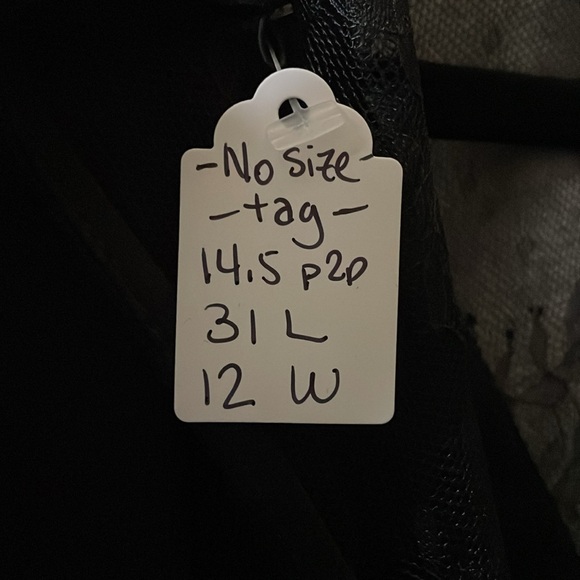 -No size-
-tag-
14.5 p2p
31 L
12 W